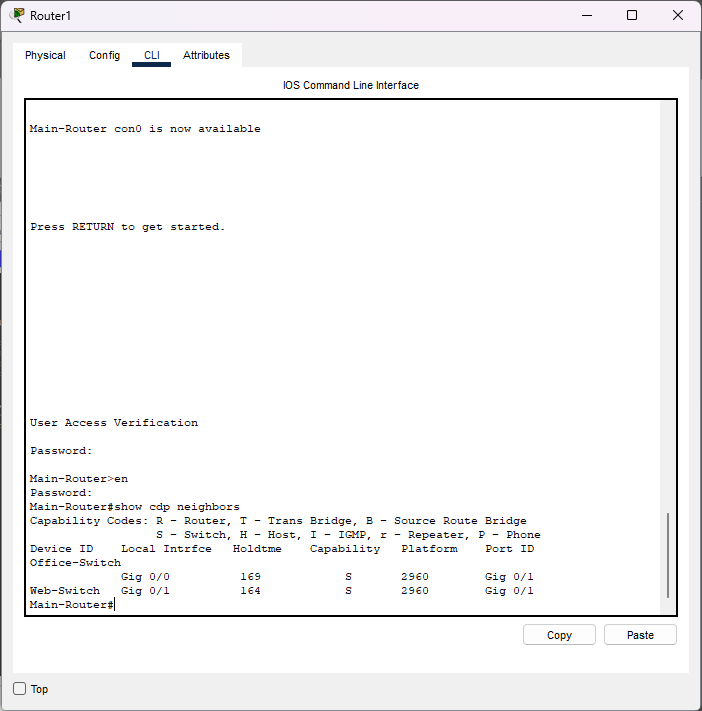 Router1
Physical Config CLI Attributes
IOS Command Line Interface
Main-Router con0 is now available
Press RETURN to get started.
User Access Verification
Password:
Main-Router>en
Password:
Main-Router#show cdp neighbors
Capability Codes: R - Router, T - Trans Bridge, B - Source Route Bridge
S - Switch, H - Host, I - IGMP, r - Repeater, P - Phone
Device ID Local Intrfce Holdtme Capability Platform Port ID
Office-Switch
Gig 0/0 169 S 2960 Gig 0/1
Web-Switch Gig 0/1 164 S 2960 Gig 0/1
Main-Router#
Copy Paste
Top